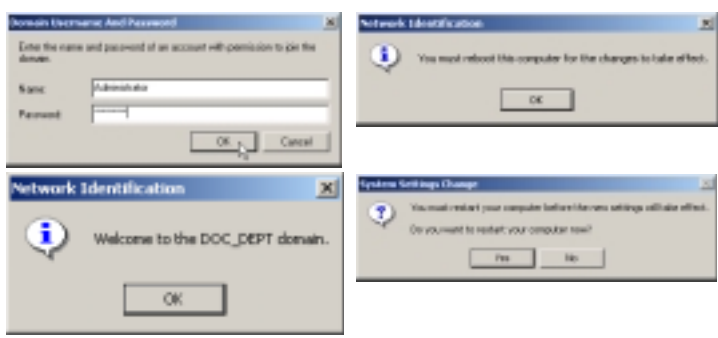 Domain Username And Password
Enter the name and password of an account with permission to join the
domain.
Name:
Administrator
Password:
OK
Cancel
Network Identification
You must reboot this computer for the changes to take effect.
OK
Network Identification
Welcome to the DOC_DEPT domain.
OK
System Settings Change
You must restart your computer before the new settings will take effect.
Do you want to restart your computer now?
Yes
No